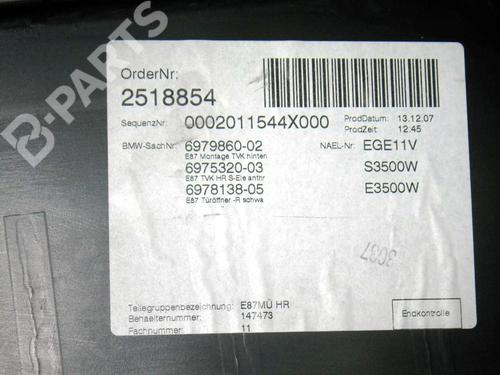 B-PARTS
OrderNr:
2518854
SequenzNr: 0002011544X000 ProdDatum: 13.12.07
ProdZeit: 12.45
BMW-SachNr 6979860-02 NAEL-Nr: EGE11V
E87 Montage TVK hinten
6975320-03 S3500W
E87 TVK HR S-Ele anthr
6978138-05 E3500W
E87 Türöffner -R schwa
3G37
Teilegruppenbezeichnung: E87MÜ HR
Behaelternummer: 147473
Fachnummer: 11
Endkontrolle